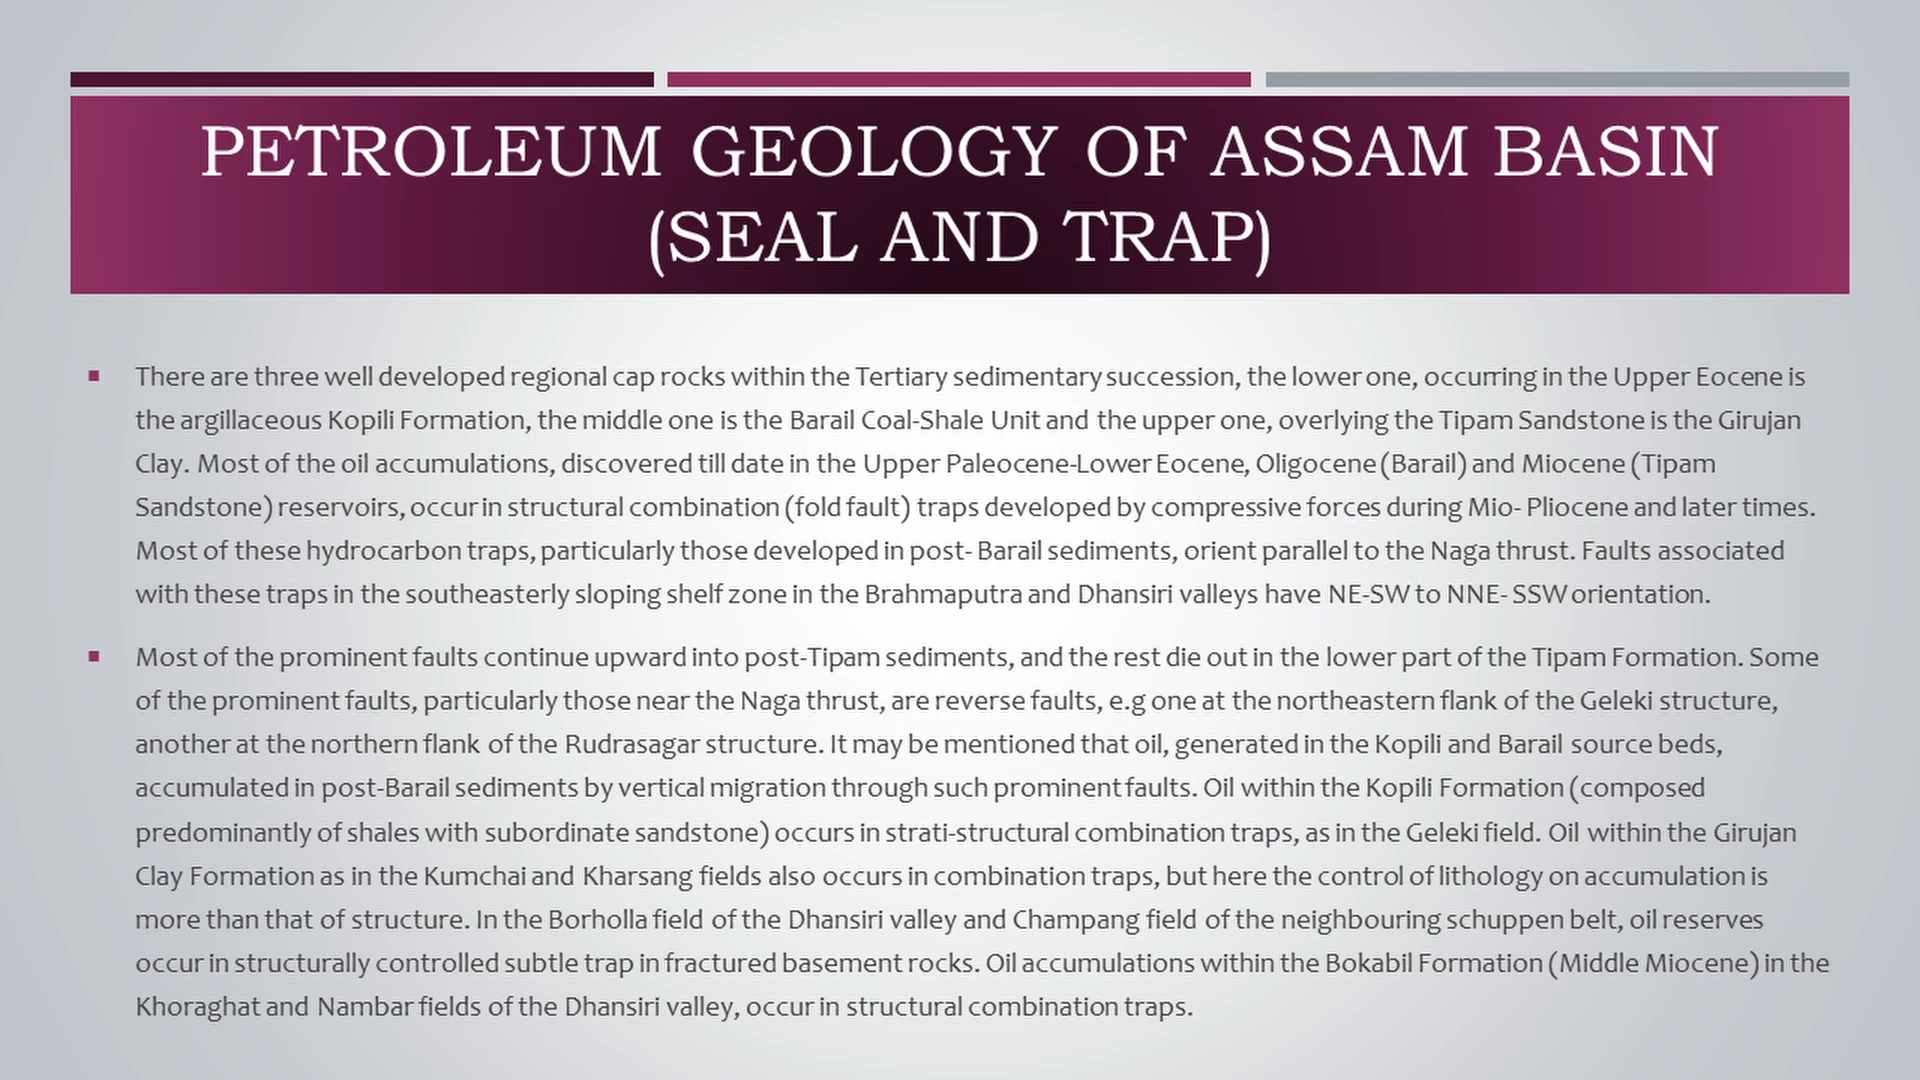 PETROLEUM GEOLOGY OF ASSAM BASIN
(SEAL AND TRAP)
▪ There are three well developed regional cap rocks within the Tertiary sedimentary succession, the lower one, occurring in the Upper Eocene is
the argillaceous Kopili Formation, the middle one is the Barail Coal-Shale Unit and the upper one, overlying the Tipam Sandstone is the Girujan
Clay. Most of the oil accumulations, discovered till date in the Upper Paleocene-Lower Eocene, Oligocene (Barail) and Miocene (Tipam
Sandstone) reservoirs, occur in structural combination (fold fault) traps developed by compressive forces during Mio- Pliocene and later times.
Most of these hydrocarbon traps, particularly those developed in post- Barail sediments, orient parallel to the Naga thrust. Faults associated
with these traps in the southeasterly sloping shelf zone in the Brahmaputra and Dhansiri valleys have NE-SW to NNE- SSW orientation.
▪ Most of the prominent faults continue upward into post-Tipam sediments, and the rest die out in the lower part of the Tipam Formation. Some
of the prominent faults, particularly those near the Naga thrust, are reverse faults, e.g one at the northeastern flank of the Geleki structure,
another at the northern flank of the Rudrasagar structure. It may be mentioned that oil, generated in the Kopili and Barail source beds,
accumulated in post-Barail sediments by vertical migration through such prominent faults. Oil within the Kopili Formation (composed
predominantly of shales with subordinate sandstone) occurs in strati-structural combination traps, as in the Geleki field. Oil within the Girujan
Clay Formation as in the Kumchai and Kharsang fields also occurs in combination traps, but here the control of lithology on accumulation is
more than that of structure. In the Borholla field of the Dhansiri valley and Champang field of the neighbouring schuppen belt, oil reserves
occur in structurally controlled subtle trap in fractured basement rocks. Oil accumulations within the Bokabil Formation (Middle Miocene) in the
Khoraghat and Nambar fields of the Dhansiri valley, occur in structural combination traps.